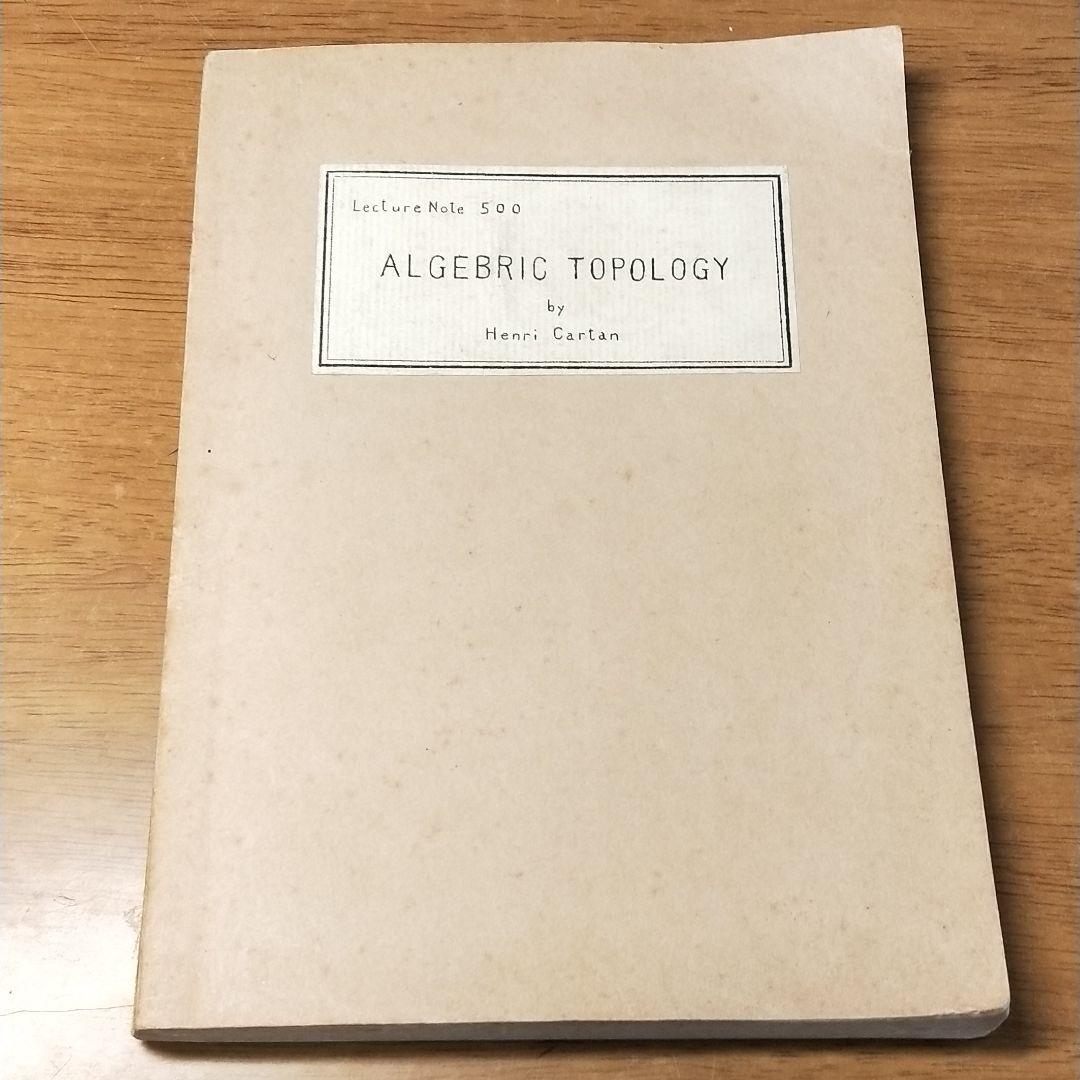 Lecture Note 500
ALGEBRIC TOPOLOGY
by
Henri Cartan